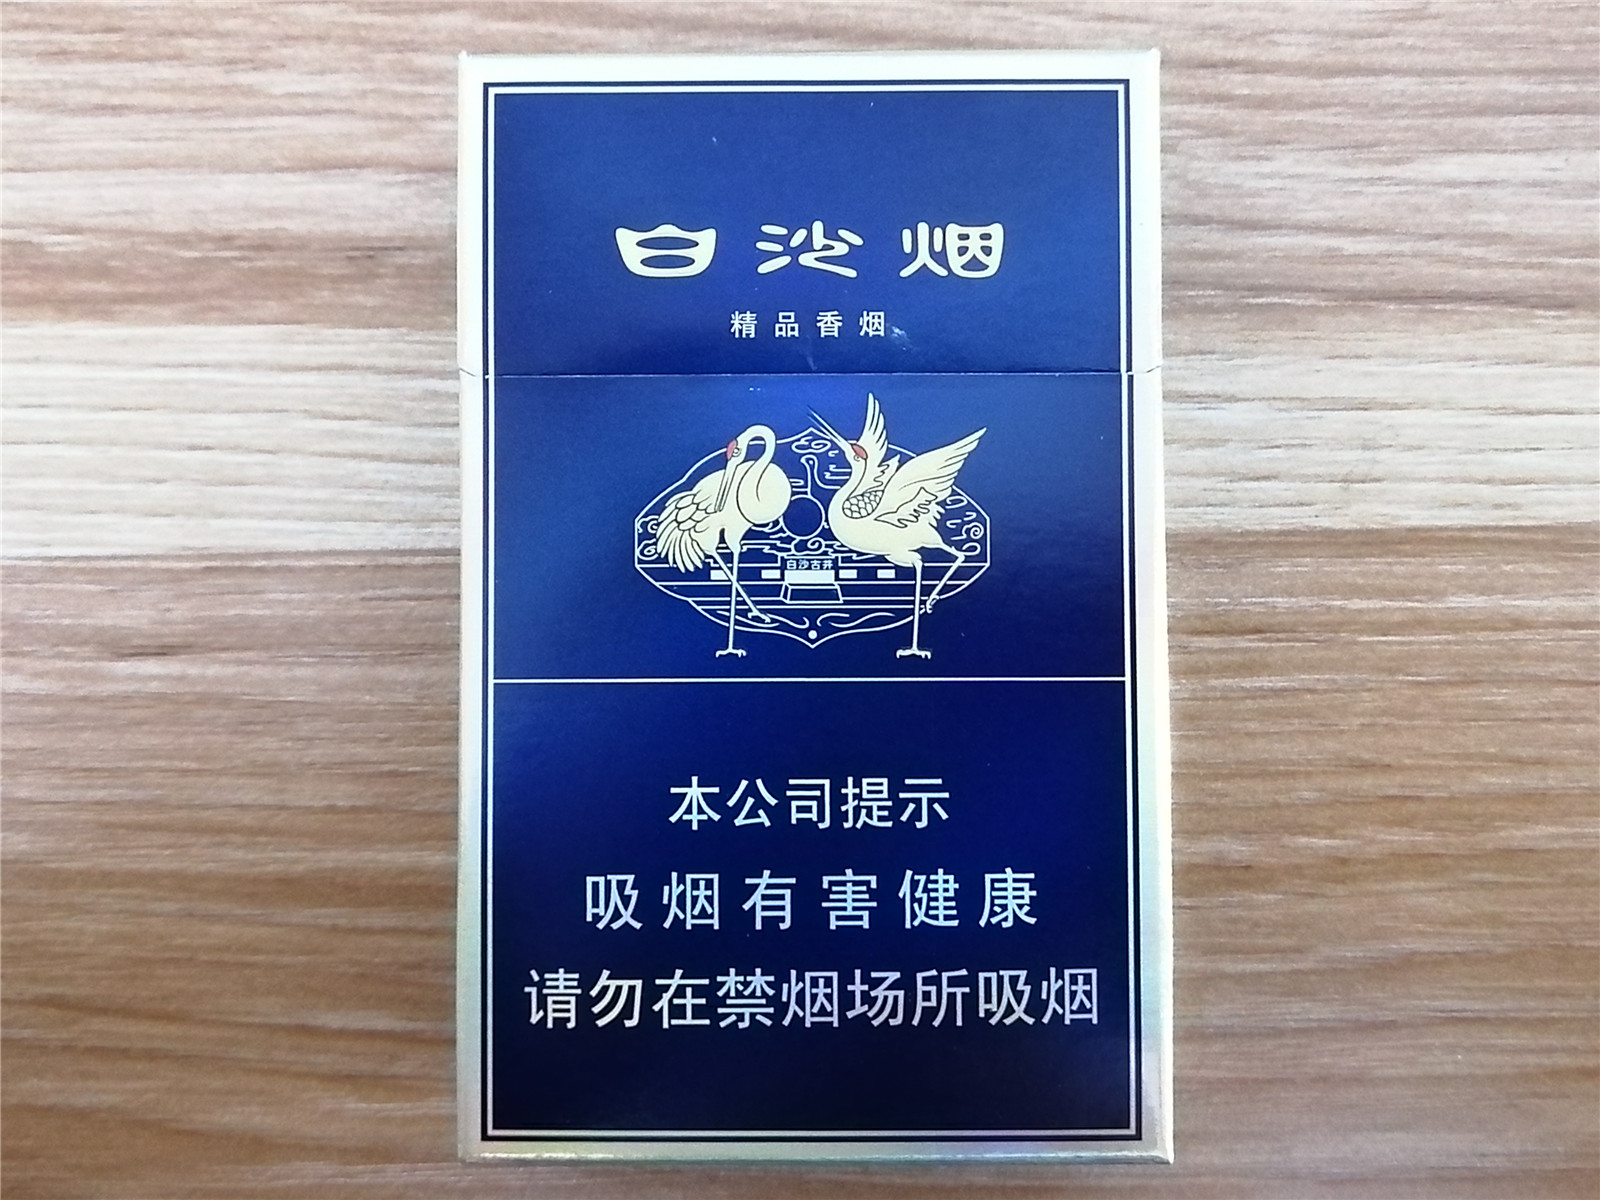 白沙烟
精品香烟
白沙古井
本公司提示
吸烟有害健康
请勿在禁烟场所吸烟